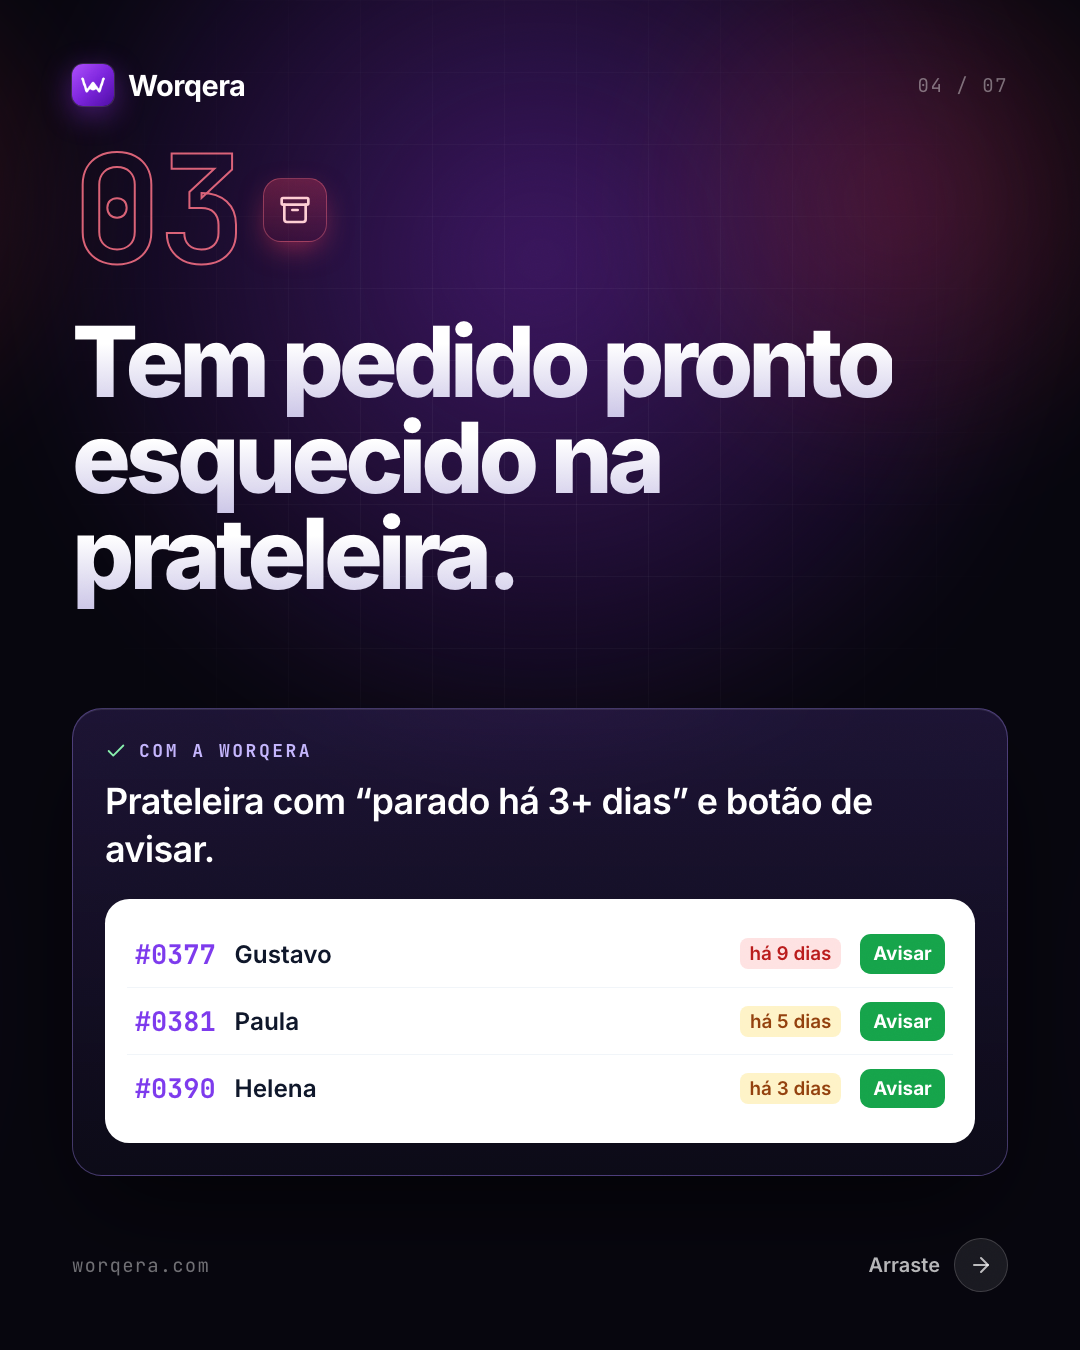 Worqera
04 / 07
03
Tem pedido pronto
esquecido na
prateleira.
COM A WORQERA
Prateleira com “parado há 3+ dias” e botão de
avisar.
#0377 Gustavo há 9 dias Avisar
#0381 Paula há 5 dias Avisar
#0390 Helena há 3 dias Avisar
worqera.com
Arraste